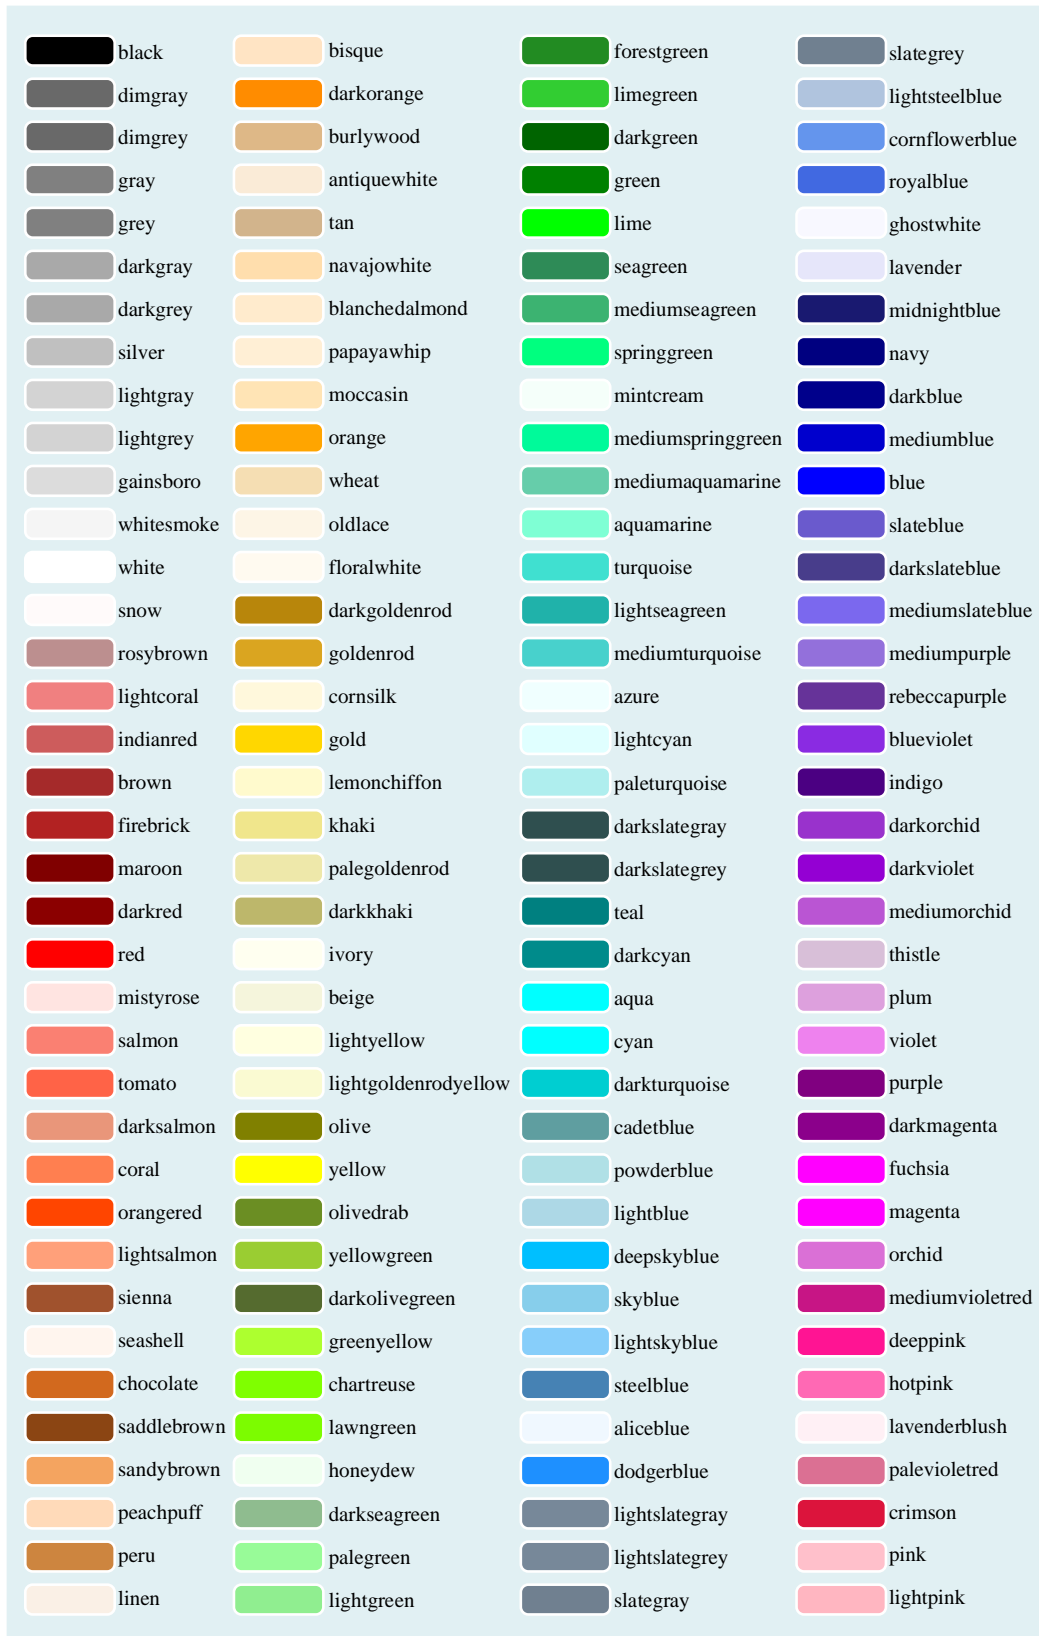 black
dimgray
dimgrey
gray
grey
darkgray
darkgrey
silver
lightgray
lightgrey
gainsboro
whitesmoke
white
snow
rosybrown
lightcoral
indianred
brown
firebrick
maroon
darkred
red
mistyrose
salmon
tomato
darksalmon
coral
orangered
lightsalmon
sienna
seashell
chocolate
saddlebrown
sandybrown
peachpuff
peru
linen
bisque
darkorange
burlywood
antiquewhite
tan
navajowhite
blanchedalmond
papayawhip
moccasin
orange
wheat
oldlace
floralwhite
darkgoldenrod
goldenrod
cornsilk
gold
lemonchiffon
khaki
palegoldenrod
darkkhaki
ivory
beige
lightyellow
lightgoldenrodyellow
olive
yellow
olivedrab
yellowgreen
darkolivegreen
greenyellow
chartreuse
lawngreen
honeydew
darkseagreen
palegreen
lightgreen
forestgreen
limegreen
darkgreen
green
lime
seagreen
mediumseagreen
springgreen
mintcream
mediumspringgreen
mediumaquamarine
aquamarine
turquoise
lightseagreen
mediumturquoise
azure
lightcyan
paleturquoise
darkslategray
darkslategrey
teal
darkcyan
aqua
cyan
darkturquoise
cadetblue
powderblue
lightblue
deepskyblue
skyblue
lightskyblue
steelblue
aliceblue
dodgerblue
lightslategray
lightslategrey
slategray
slategrey
lightsteelblue
cornflowerblue
royalblue
ghostwhite
lavender
midnightblue
navy
darkblue
mediumblue
blue
slateblue
darkslateblue
mediumslateblue
mediumpurple
rebeccapurple
blueviolet
indigo
darkorchid
darkviolet
mediumorchid
thistle
plum
violet
purple
darkmagenta
fuchsia
magenta
orchid
mediumvioletred
deeppink
hotpink
lavenderblush
palevioletred
crimson
pink
lightpink